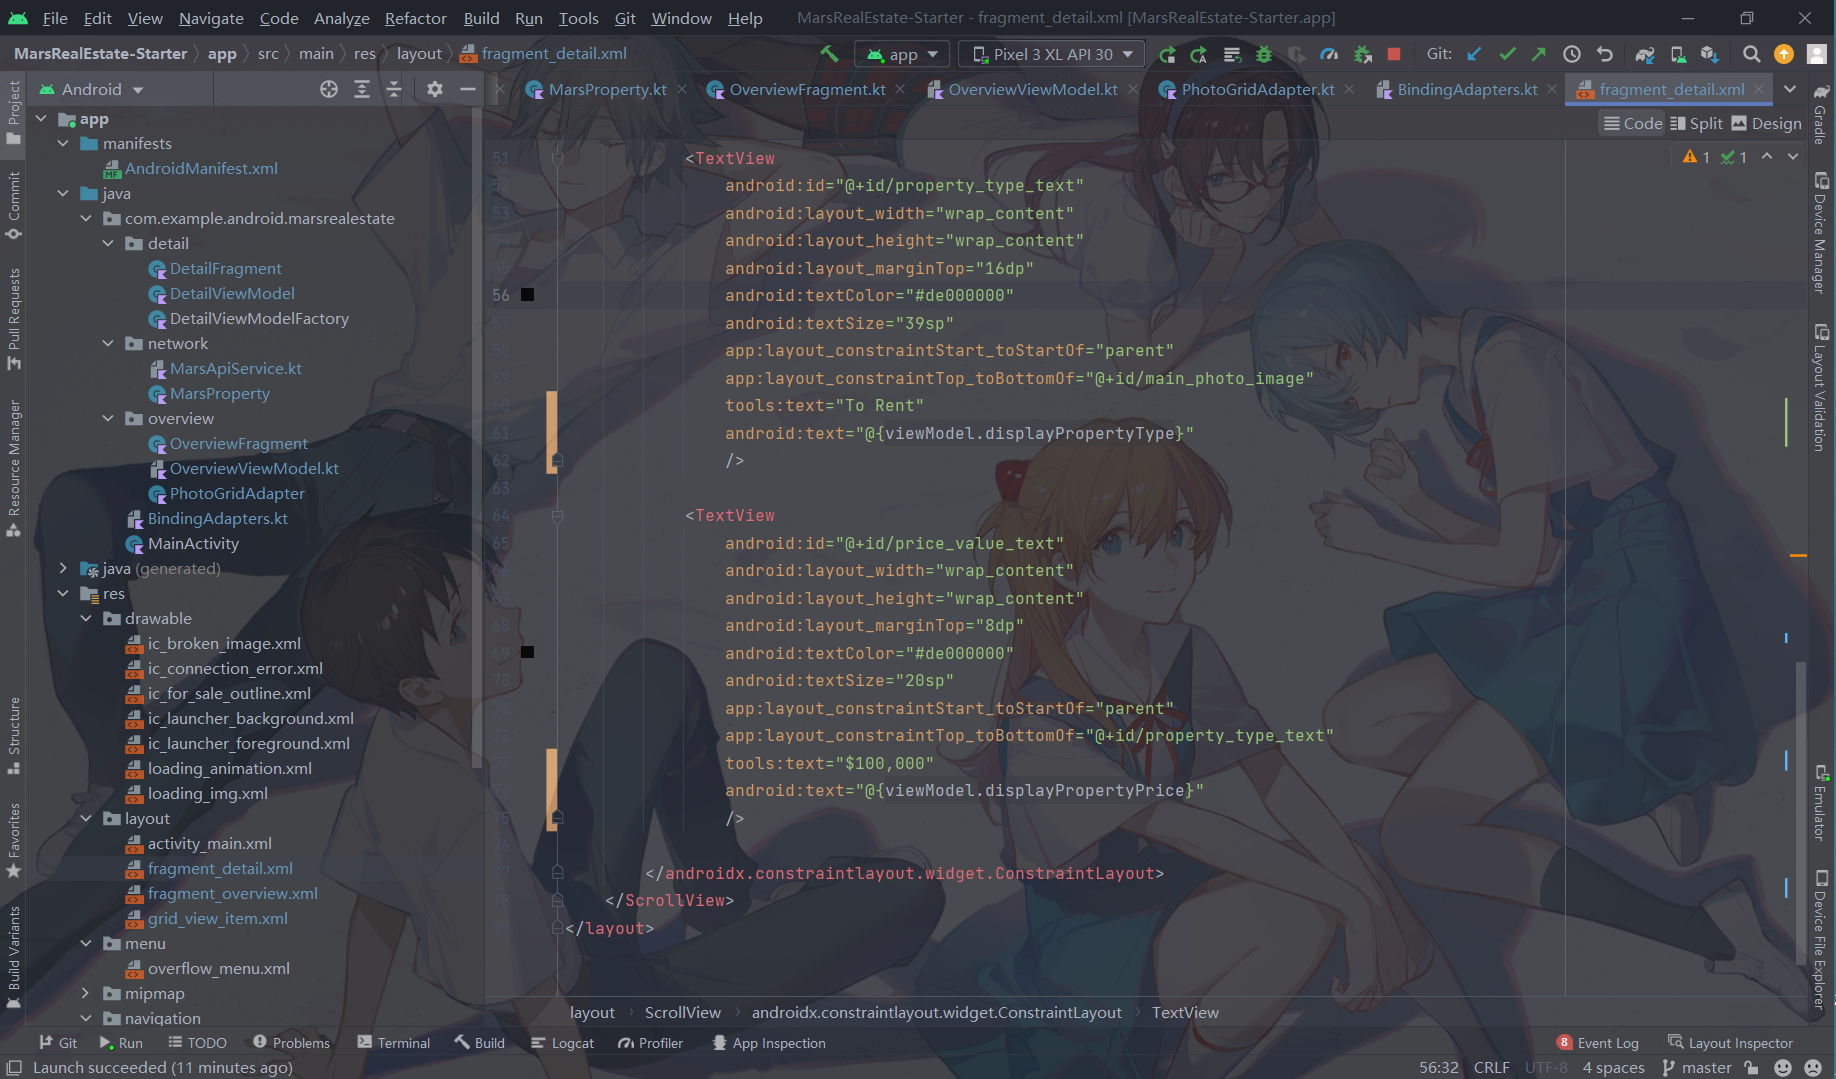 File Edit View Navigate Code Analyze Refactor Build Run Tools Git Window Help MarsRealEstate-Starter - fragment_detail.xml [MarsRealEstate-Starter.app]
MarsRealEstate-Starter app src main res layout fragment_detail.xml app Pixel 3 XL API 30 Git:
Android MarsProperty.kt OverviewFragment.kt OverviewViewModel.kt PhotoGridAdapter.kt BindingAdapters.kt fragment_detail.xml
Code Split Design
1 1
Project
Commit
Pull Requests
Resource Manager
Structure
Favorites
Build Variants
app
manifests
AndroidManifest.xml
java
com.example.android.marsrealestate
detail
DetailFragment
DetailViewModel
DetailViewModelFactory
network
MarsApiService.kt
MarsProperty
overview
OverviewFragment
OverviewViewModel.kt
PhotoGridAdapter
BindingAdapters.kt
MainActivity
java (generated)
res
drawable
ic_broken_image.xml
ic_connection_error.xml
ic_for_sale_outline.xml
ic_launcher_background.xml
ic_launcher_foreground.xml
loading_animation.xml
loading_img.xml
layout
activity_main.xml
fragment_detail.xml
fragment_overview.xml
grid_view_item.xml
menu
overflow_menu.xml
mipmap
navigation
51 <TextView
52 android:id="@+id/property_type_text"
53 android:layout_width="wrap_content"
54 android:layout_height="wrap_content"
55 android:layout_marginTop="16dp"
56 android:textColor="#de000000"
57 android:textSize="39sp"
58 app:layout_constraintStart_toStartOf="parent"
59 app:layout_constraintTop_toBottomOf="@+id/main_photo_image"
60 tools:text="To Rent"
61 android:text="@{viewModel.displayPropertyType}"
62 />
63
64 <TextView
65 android:id="@+id/price_value_text"
66 android:layout_width="wrap_content"
67 android:layout_height="wrap_content"
68 android:layout_marginTop="8dp"
69 android:textColor="#de000000"
70 android:textSize="20sp"
71 app:layout_constraintStart_toStartOf="parent"
72 app:layout_constraintTop_toBottomOf="@+id/property_type_text"
73 tools:text="$100,000"
74 android:text="@{viewModel.displayPropertyPrice}"
75 />
76
77 </androidx.constraintlayout.widget.ConstraintLayout>
78 </ScrollView>
79 </layout>
Gradle
Device Manager
Layout Validation
Emulator
Device File Explorer
layout ScrollView androidx.constraintlayout.widget.ConstraintLayout TextView
Git Run TODO Problems Terminal Build Logcat Profiler App Inspection 8 Event Log Layout Inspector
Launch succeeded (11 minutes ago) 56:32 CRLF UTF-8 4 spaces master